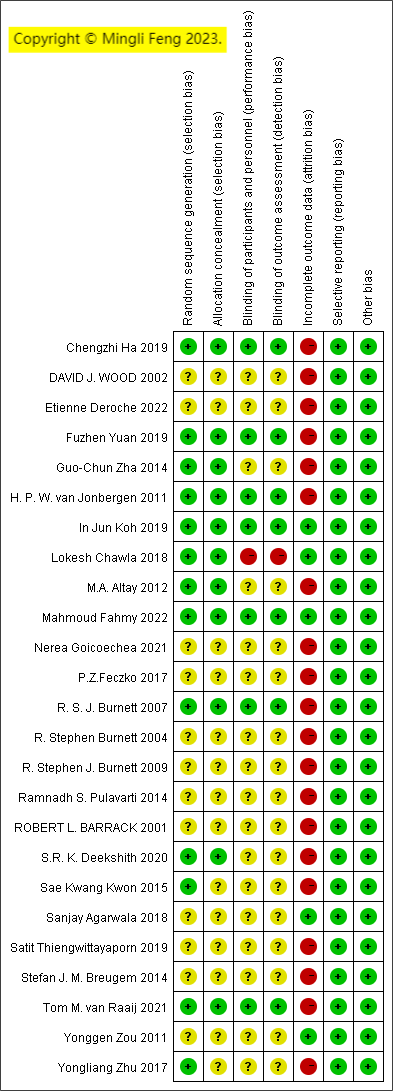 Copyright © Mingli Feng 2023.
Random sequence generation (selection bias)
Allocation concealment (selection bias)
Blinding of participants and personnel (performance bias)
Blinding of outcome assessment (detection bias)
Incomplete outcome data (attrition bias)
Selective reporting (reporting bias)
Other bias
Chengzhi Ha 2019 + + + + - + +
DAVID J. WOOD 2002 ? ? ? ? - + +
Etienne Deroche 2022 ? ? ? ? - + +
Fuzhen Yuan 2019 + + + + - + +
Guo-Chun Zha 2014 + + ? ? - + +
H. P. W. van Jonbergen 2011 + + + + - + +
In Jun Koh 2019 + + + + + + +
Lokesh Chawla 2018 + + - - + + +
M.A. Altay 2012 + + ? ? - + +
Mahmoud Fahmy 2022 + + + + + + +
Nerea Goicoechea 2021 ? ? ? ? - + +
P.Z.Feczko 2017 ? ? ? ? - + +
R. S. J. Burnett 2007 + + + + - + +
R. Stephen Burnett 2004 ? ? ? ? - + +
R. Stephen J. Burnett 2009 ? ? ? ? - + +
Ramnadh S. Pulavarti 2014 ? ? ? ? - + +
ROBERT L. BARRACK 2001 ? ? ? ? - + +
S.R. K. Deekshith 2020 + + ? ? - + +
Sae Kwang Kwon 2015 + ? ? ? - + +
Sanjay Agarwala 2018 ? ? ? ? + + +
Satit Thiengwittayaporn 2019 ? ? ? ? - + +
Stefan J. M. Breugem 2014 ? ? ? ? - + +
Tom M. van Raaij 2021 + + + + - + +
Yonggen Zou 2011 ? ? ? ? + + +
Yongliang Zhu 2017 + ? ? ? - + +